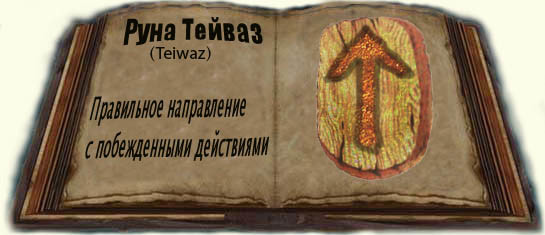 Руна Тейваз
(Teiwaz)
Правильное направление
с побежденными действиями